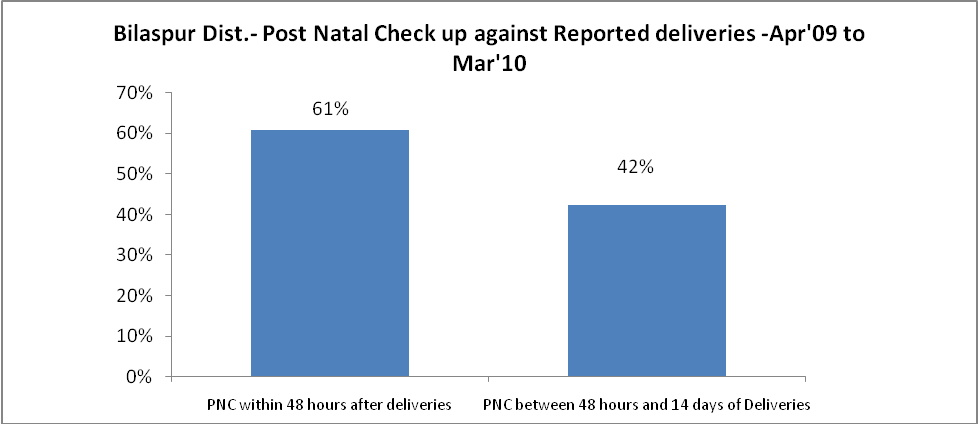 Bilaspur Dist.- Post Natal Check up against Reported deliveries -Apr'09 to
Mar'10
70%
60%
50%
40%
30%
20%
10%
0%
61%
42%
PNC within 48 hours after deliveries
PNC between 48 hours and 14 days of Deliveries